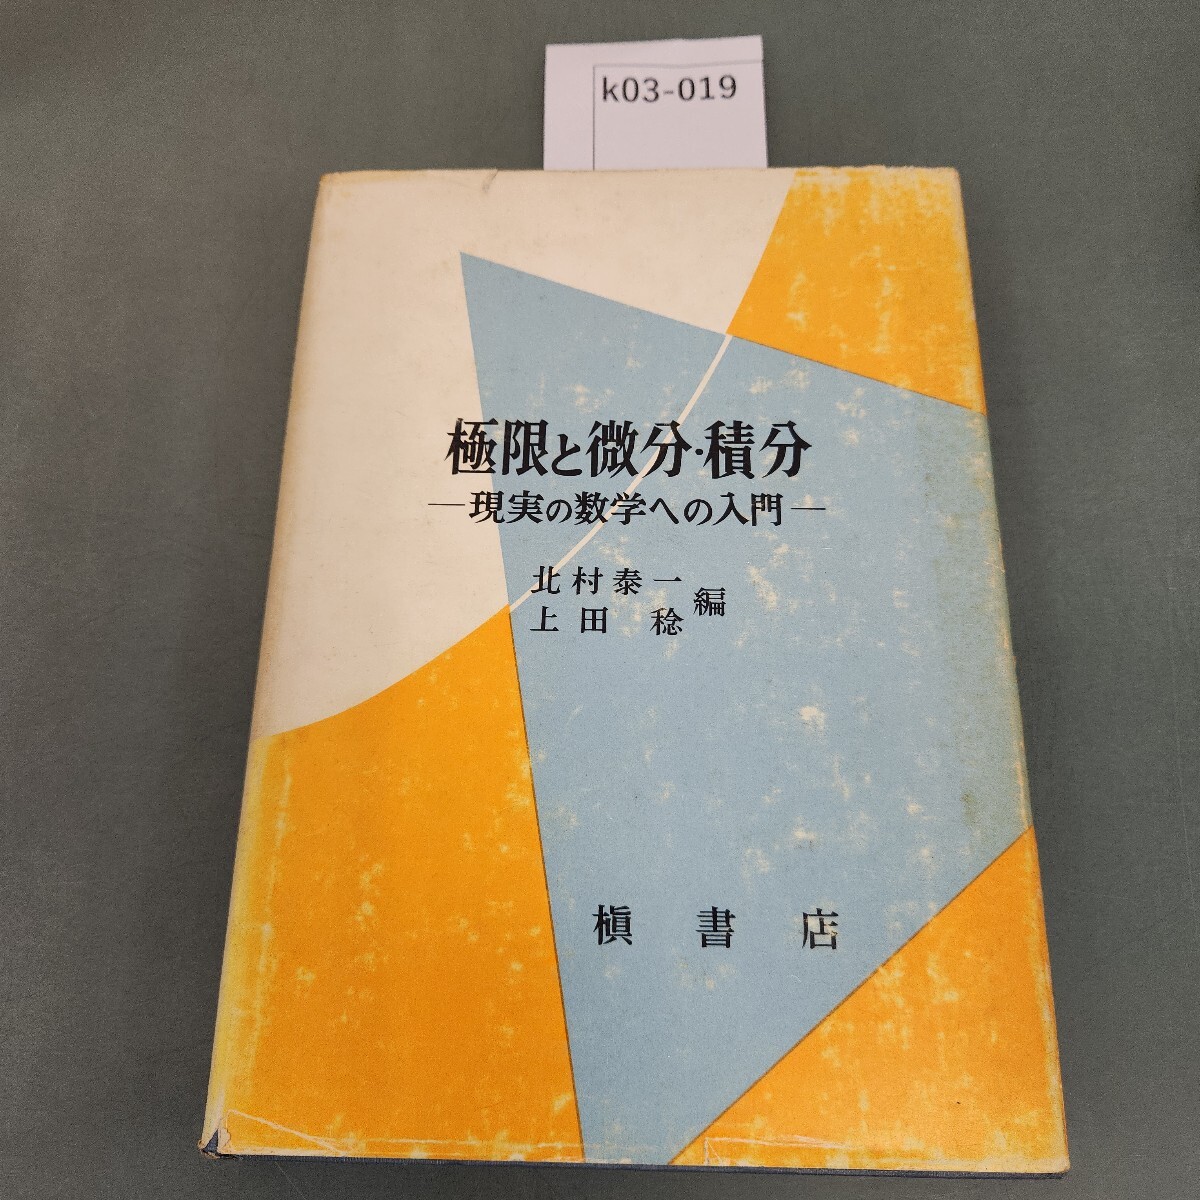 k03-019
極限と微分・積分
―現実の数学への入門―
北村泰一
上田 稔 編
槇書店